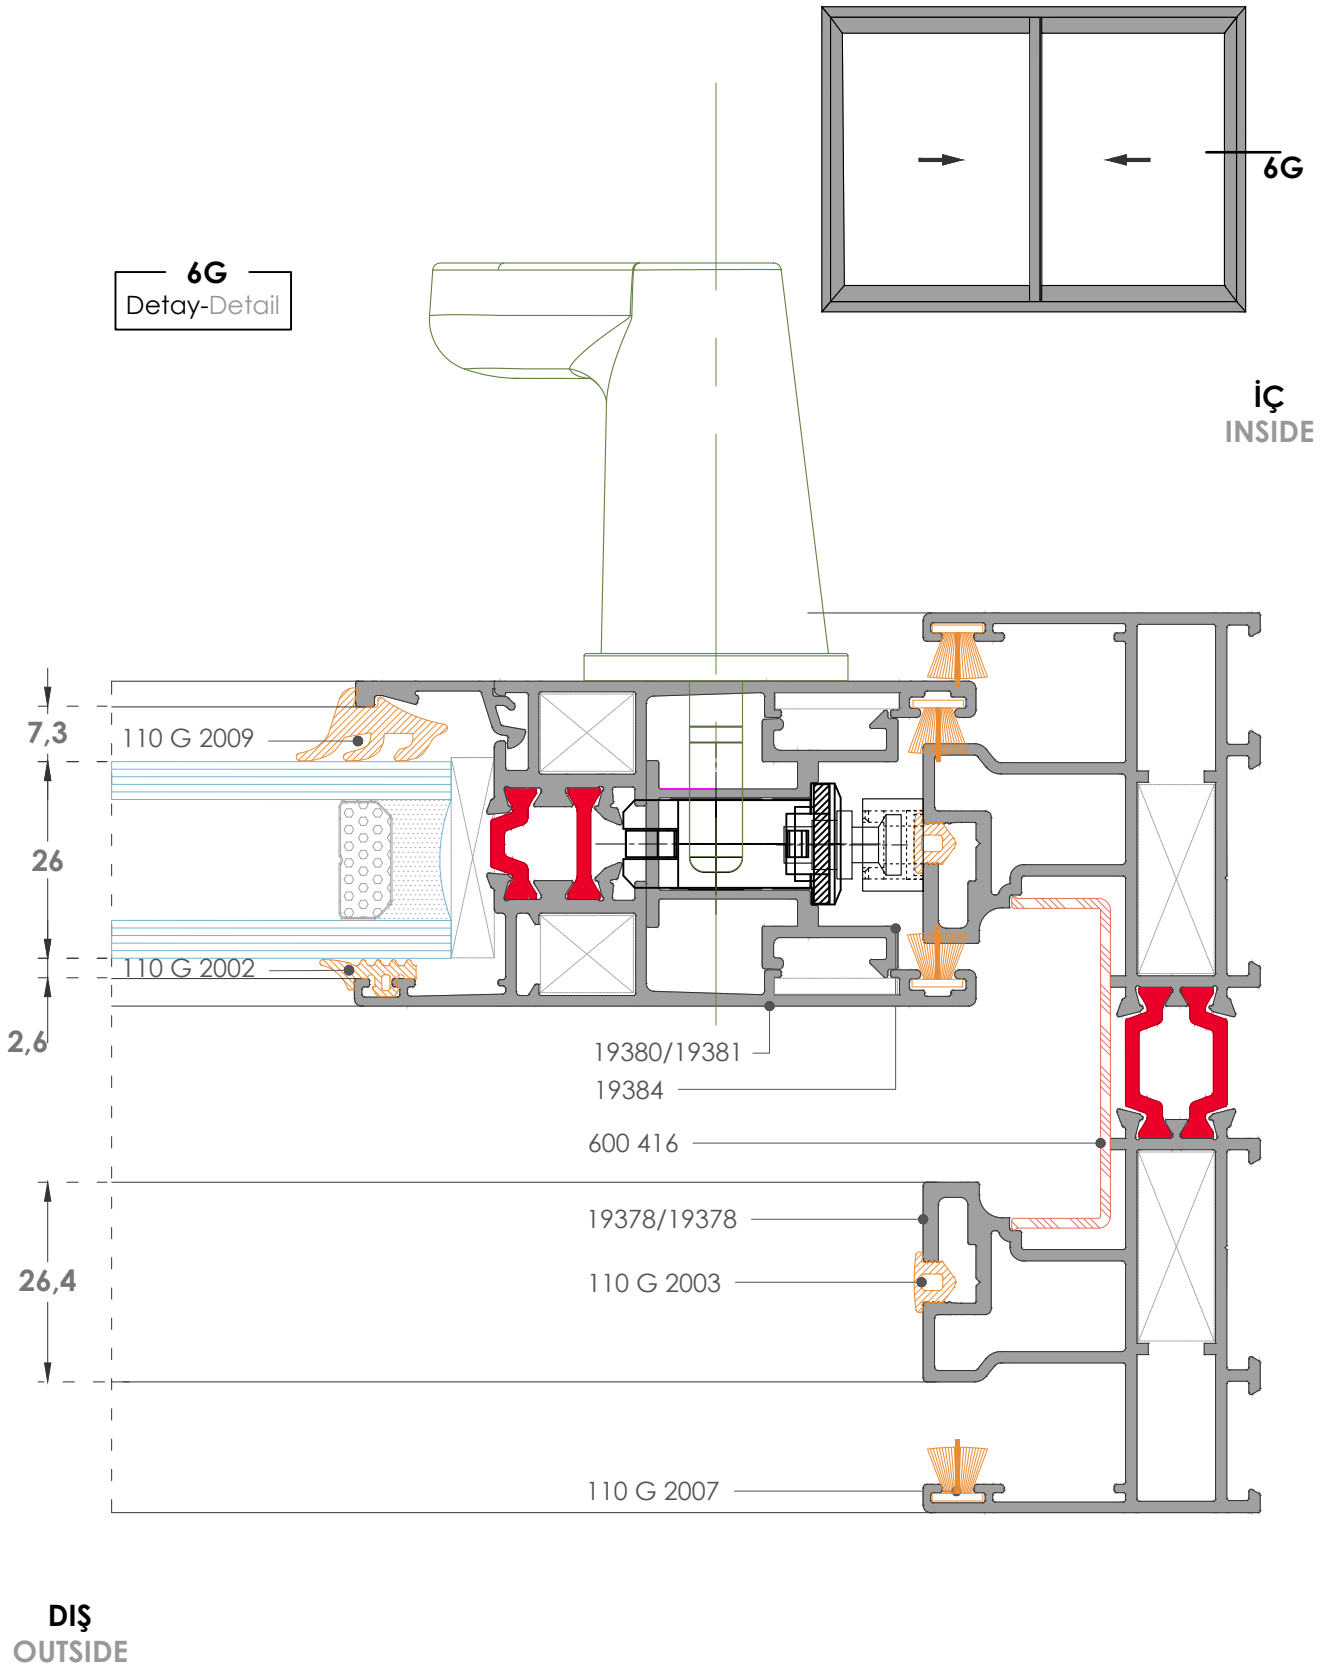 6G
6G
Detay-Detail
İÇ
INSIDE
7,3
110 G 2009
26
110 G 2002
2,6
19380/19381
19384
600 416
19378/19378
26,4
110 G 2003
110 G 2007
DIŞ
OUTSIDE